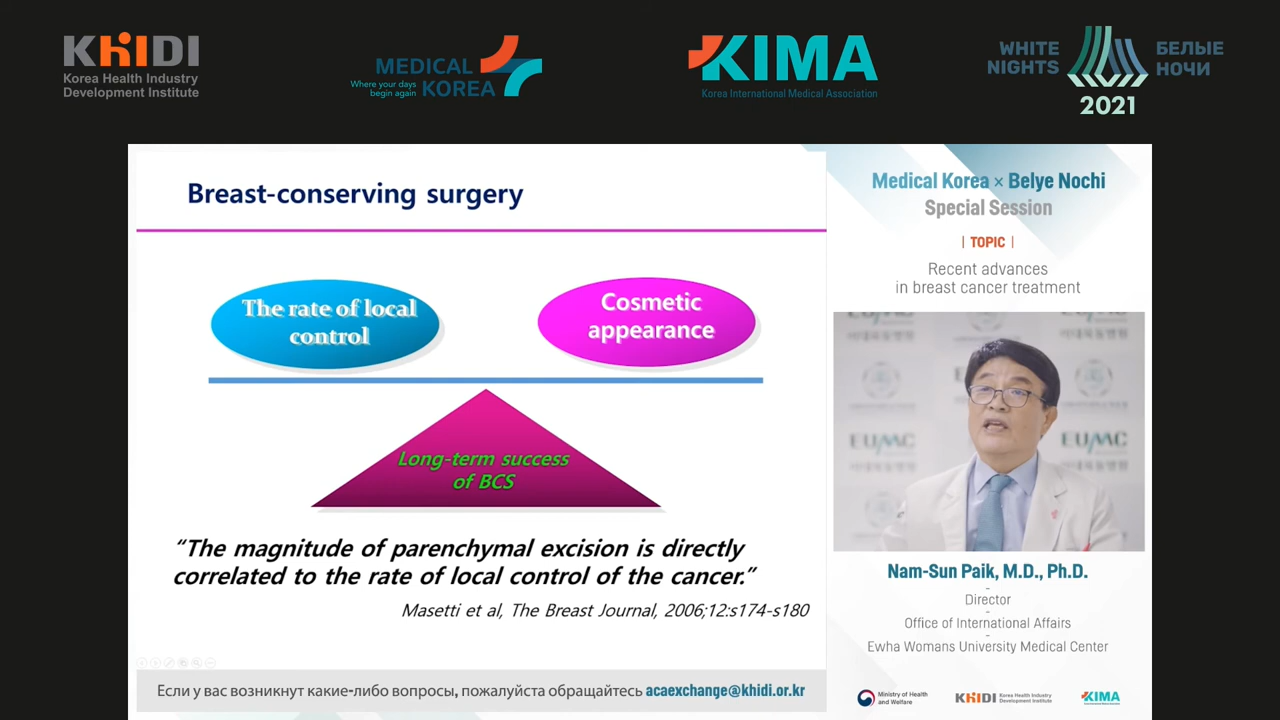 KHIDI
Korea Health Industry
Development Institute
MEDICAL
KOREA
Where your days
begin again
KIMA
Korea International Medical Association
WHITE
NIGHTS
БЕЛЫЕ
НОЧИ
2021
Breast-conserving surgery
The rate of local
control
Cosmetic
appearance
Long-term success
of BCS
“The magnitude of parenchymal excision is directly
correlated to the rate of local control of the cancer.”
Masetti et al, The Breast Journal, 2006;12:s174-s180
Если у вас возникнут какие-либо вопросы, пожалуйста обращайтесь acaexchange@khidi.or.kr
Medical Korea × Belye Nochi
Special Session
| TOPIC |
Recent advances
in breast cancer treatment
EUMC
EUMC
Nam-Sun Paik, M.D., Ph.D.
-
Director
-
Office of International Affairs
-
Ewha Womans University Medical Center
Ministry of Health
and Welfare
KHIDI
Korea Health Industry
Development Institute
KIMA